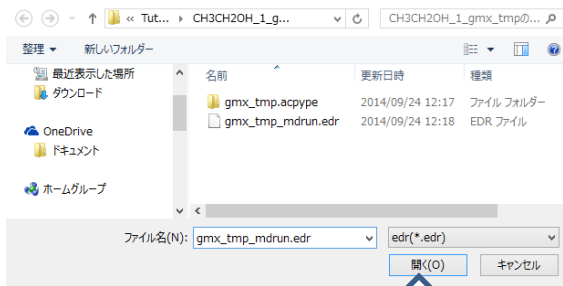 « Tut... ▸ CH3CH2OH_1_g... CH3CH2OH_1_gmx_tmpの...
整理 ▼ 新しいフォルダー
最近表示した場所
ダウンロード
OneDrive
ドキュメント
ホームグループ
名前 更新日時 種類
gmx_tmp.acpype 2014/09/24 12:17 ファイル フォルダー
gmx_tmp_mdrun.edr 2014/09/24 12:18 EDR ファイル
ファイル名(N): gmx_tmp_mdrun.edr edr(*.edr)
開く(O) キャンセル